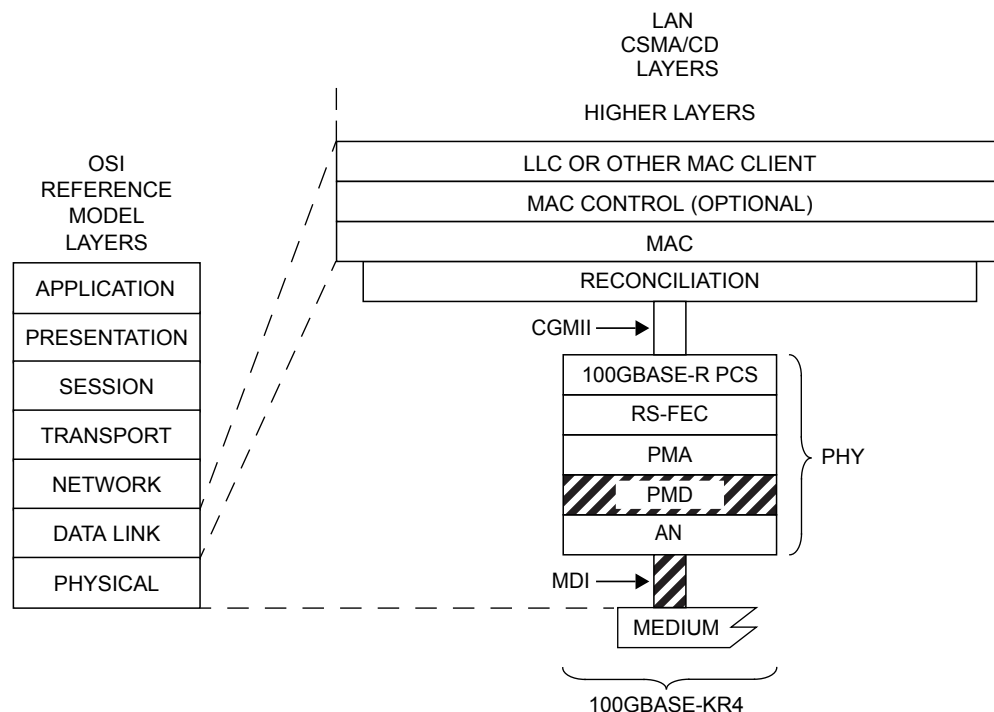 LAN
CSMA/CD
LAYERS
HIGHER LAYERS
OSI
REFERENCE
MODEL
LAYERS
LLC OR OTHER MAC CLIENT
MAC CONTROL (OPTIONAL)
MAC
RECONCILIATION
APPLICATION
PRESENTATION
SESSION
TRANSPORT
NETWORK
DATA LINK
PHYSICAL
CGMII
100GBASE-R PCS
RS-FEC
PMA
PMD
AN
PHY
MDI
MEDIUM
100GBASE-KR4